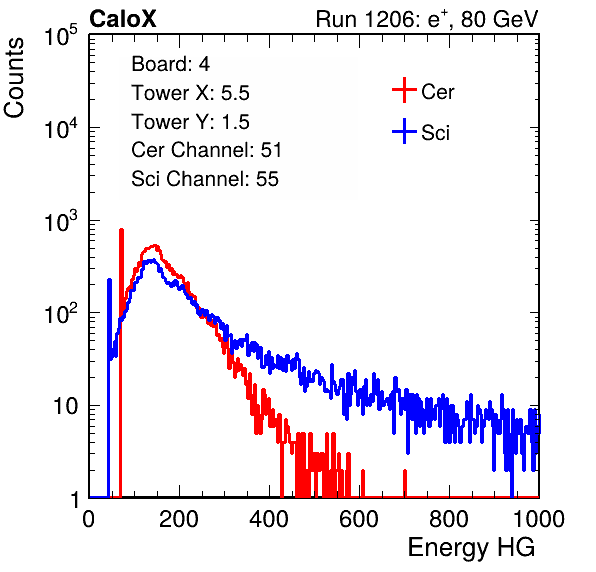 CaloX Run 1206: e⁺, 80 GeV
Counts
10⁵
10⁴
10³
10²
10
1
Board: 4
Tower X: 5.5
Tower Y: 1.5
Cer Channel: 51
Sci Channel: 55
Cer
Sci
0 200 400 600 800 1000
Energy HG